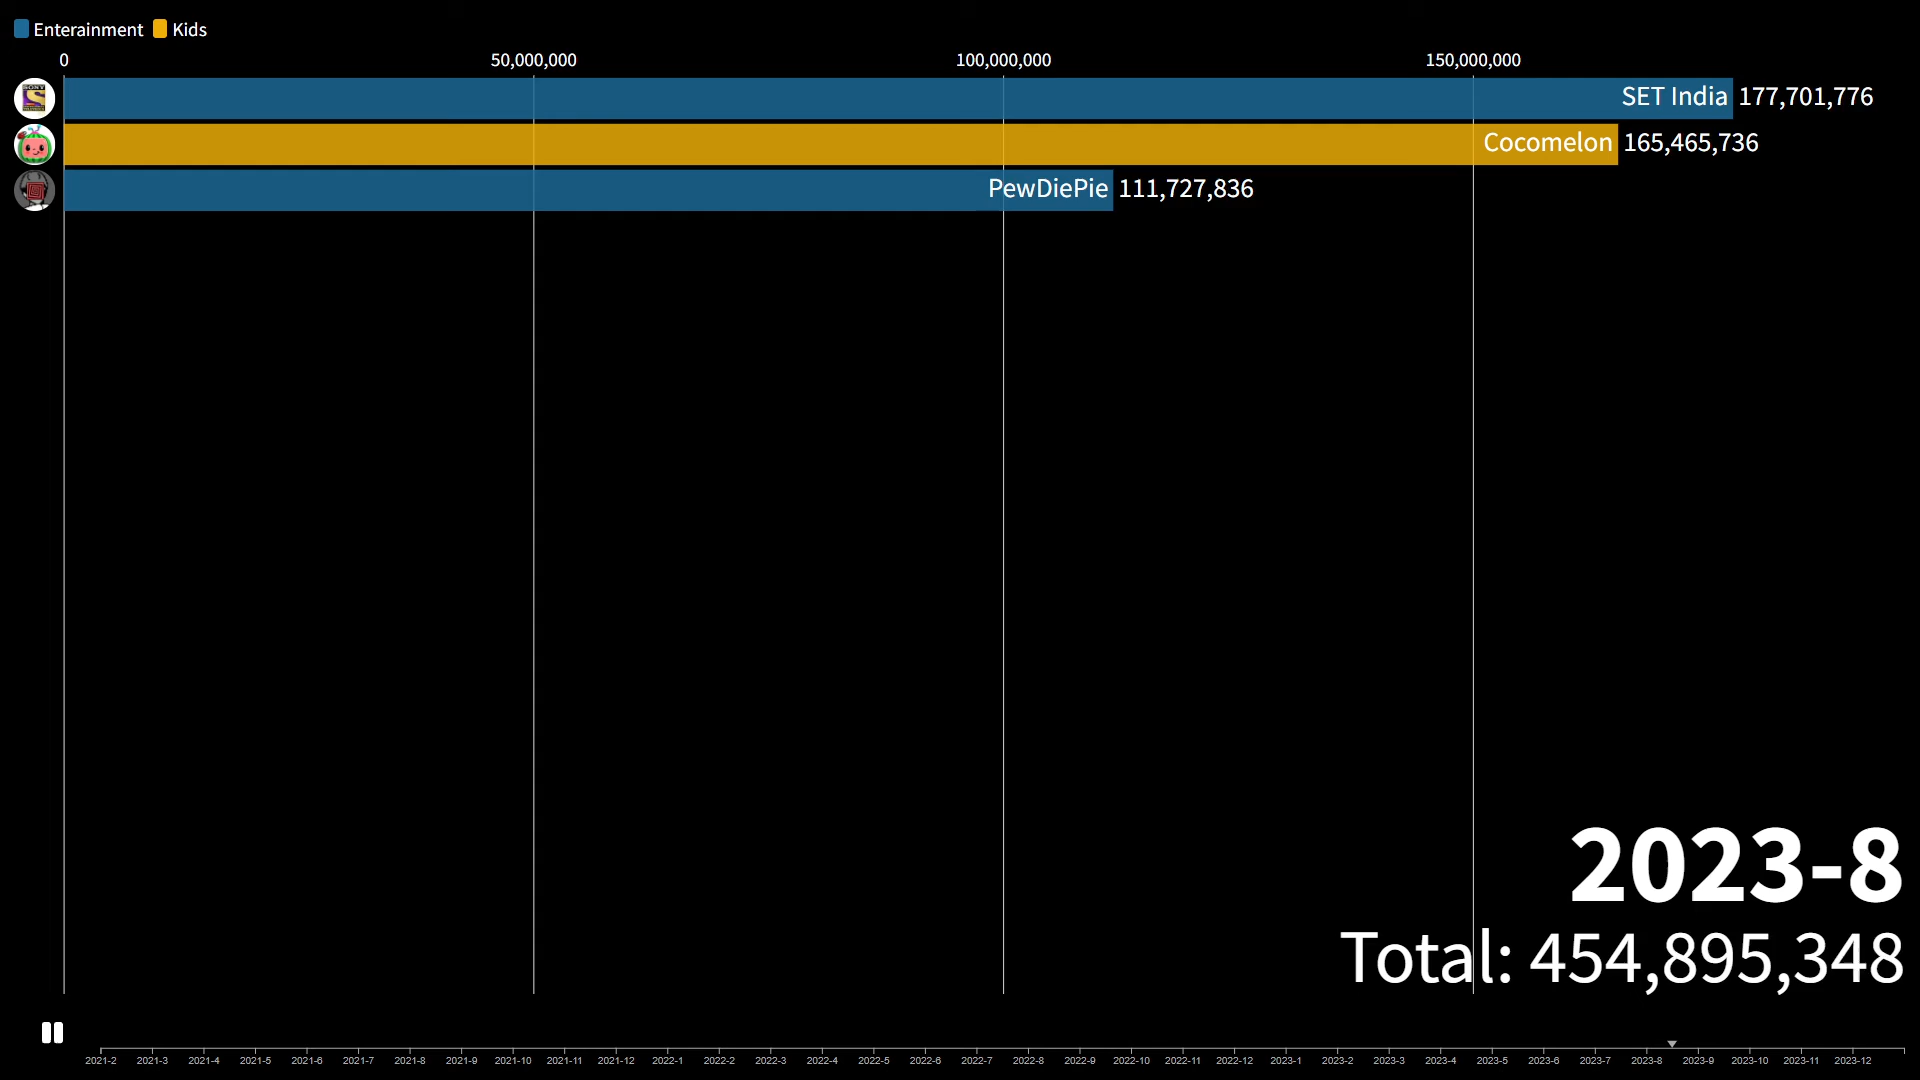 Enterainment Kids
0 50,000,000 100,000,000 150,000,000
SET India 177,701,776
Cocomelon 165,465,736
PewDiePie 111,727,836
2023-8
Total: 454,895,348
2021-2 2021-3 2021-4 2021-5 2021-6 2021-7 2021-8 2021-9 2021-10 2021-11 2021-12 2022-1 2022-2 2022-3 2022-4 2022-5 2022-6 2022-7 2022-8 2022-9 2022-10 2022-11 2022-12 2023-1 2023-2 2023-3 2023-4 2023-5 2023-6 2023-7 2023-8 2023-9 2023-10 2023-11 2023-12